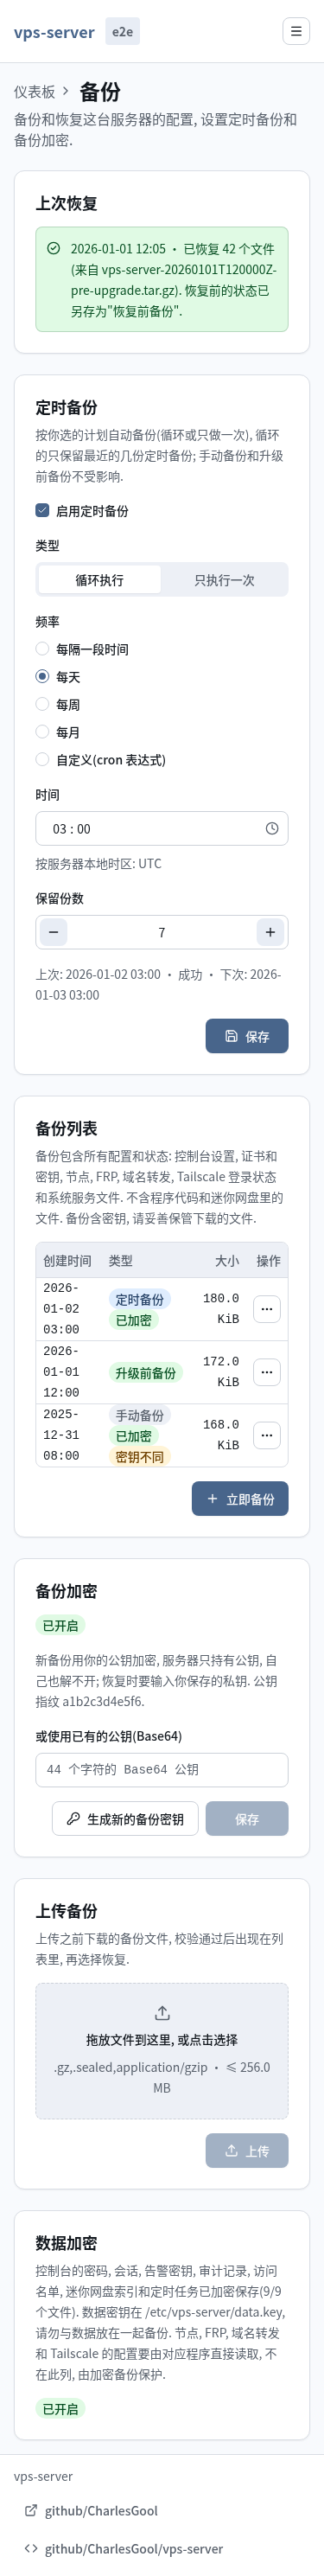 vps-server e2e
仪表板 备份
备份和恢复这台服务器的配置, 设置定时备份和
备份加密.
上次恢复
2026-01-01 12:05 • 已恢复 42 个文件
(来自 vps-server-20260101T120000Z-
pre-upgrade.tar.gz). 恢复前的状态已
另存为"恢复前备份".
定时备份
按你选的计划自动备份(循环或只做一次), 循环
的只保留最近的几份定时备份; 手动备份和升级
前备份不受影响.
启用定时备份
类型
循环执行 只执行一次
频率
每隔一段时间
每天
每周
每月
自定义(cron 表达式)
时间
03 : 00
按服务器本地时区: UTC
保留份数
7
上次: 2026-01-02 03:00 • 成功 • 下次: 2026-
01-03 03:00
保存
备份列表
备份包含所有配置和状态: 控制台设置, 证书和
密钥, 节点, FRP, 域名转发, Tailscale 登录状态
和系统服务文件. 不含程序代码和迷你网盘里的
文件. 备份含密钥, 请妥善保管下载的文件.
创建时间 类型 大小 操作
2026-
01-02
03:00
定时备份
已加密
180.0
KiB
2026-
01-01
12:00
升级前备份
172.0
KiB
2025-
12-31
08:00
手动备份
已加密
密钥不同
168.0
KiB
立即备份
备份加密
已开启
新备份用你的公钥加密, 服务器只持有公钥, 自
己也解不开; 恢复时要输入你保存的私钥. 公钥
指纹 a1b2c3d4e5f6.
或使用已有的公钥(Base64)
44 个字符的 Base64 公钥
生成新的备份密钥 保存
上传备份
上传之前下载的备份文件, 校验通过后出现在列
表里, 再选择恢复.
拖放文件到这里, 或点击选择
.gz,.sealed,application/gzip • ≤ 256.0
MB
上传
数据加密
控制台的密码, 会话, 告警密钥, 审计记录, 访问
名单, 迷你网盘索引和定时任务已加密保存(9/9
个文件). 数据密钥在 /etc/vps-server/data.key,
请勿与数据放在一起备份. 节点, FRP, 域名转发
和 Tailscale 的配置要由对应程序直接读取, 不
在此列, 由加密备份保护.
已开启
vps-server
github/CharlesGool
github/CharlesGool/vps-server